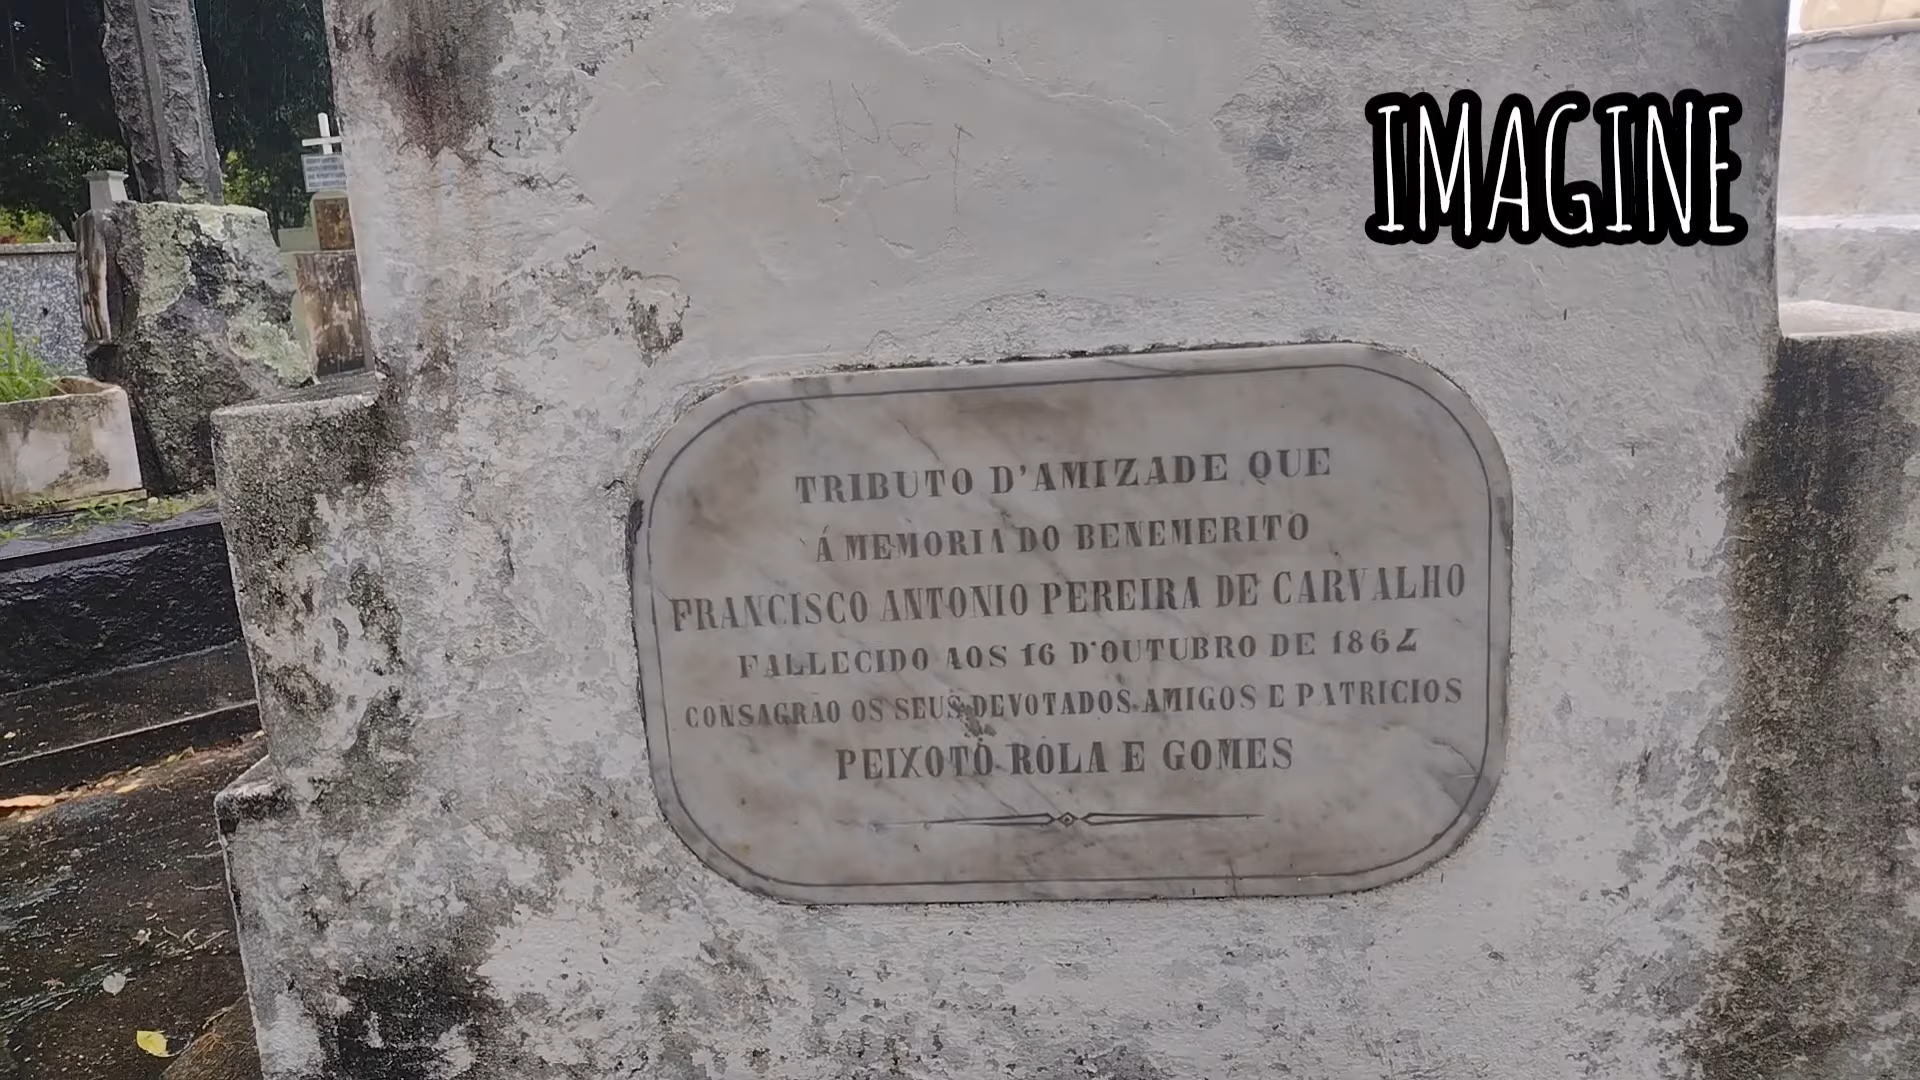 IMAGINE
TRIBUTO D'AMIZADE QUE
Á MEMORIA DO BENEMERITO
FRANCISCO ANTONIO PEREIRA DE CARVALHO
FALLECIDO AOS 16 D'OUTUBRO DE 1862
CONSAGRAO OS SEUS DEVOTADOS AMIGOS E PATRICIOS
PEIXOTO ROLA E GOMES